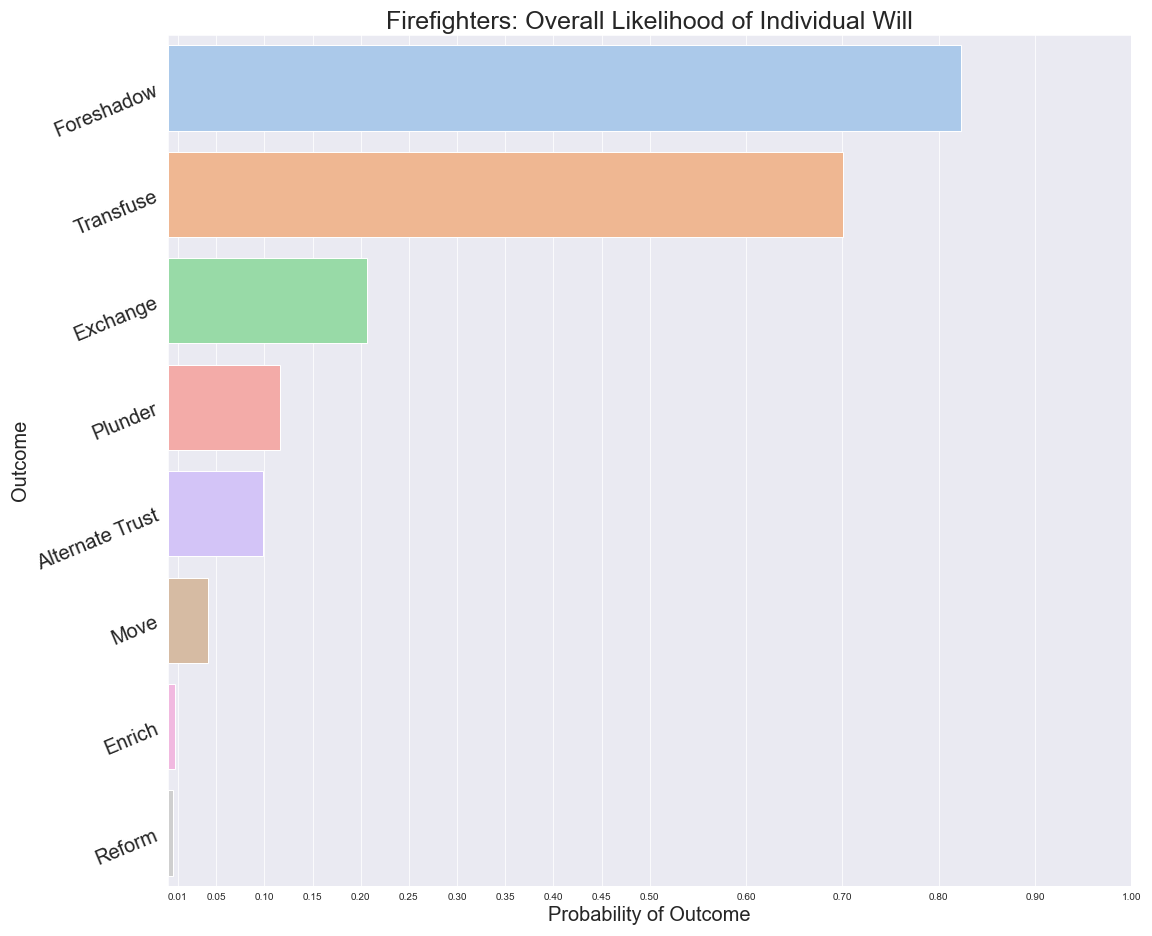 Firefighters: Overall Likelihood of Individual Will
Foreshadow
Transfuse
Exchange
Plunder
Alternate Trust
Move
Enrich
Reform
Outcome
0.01 0.05 0.10 0.15 0.20 0.25 0.30 0.35 0.40 0.45 0.50 0.60 0.70 0.80 0.90 1.00
Probability of Outcome